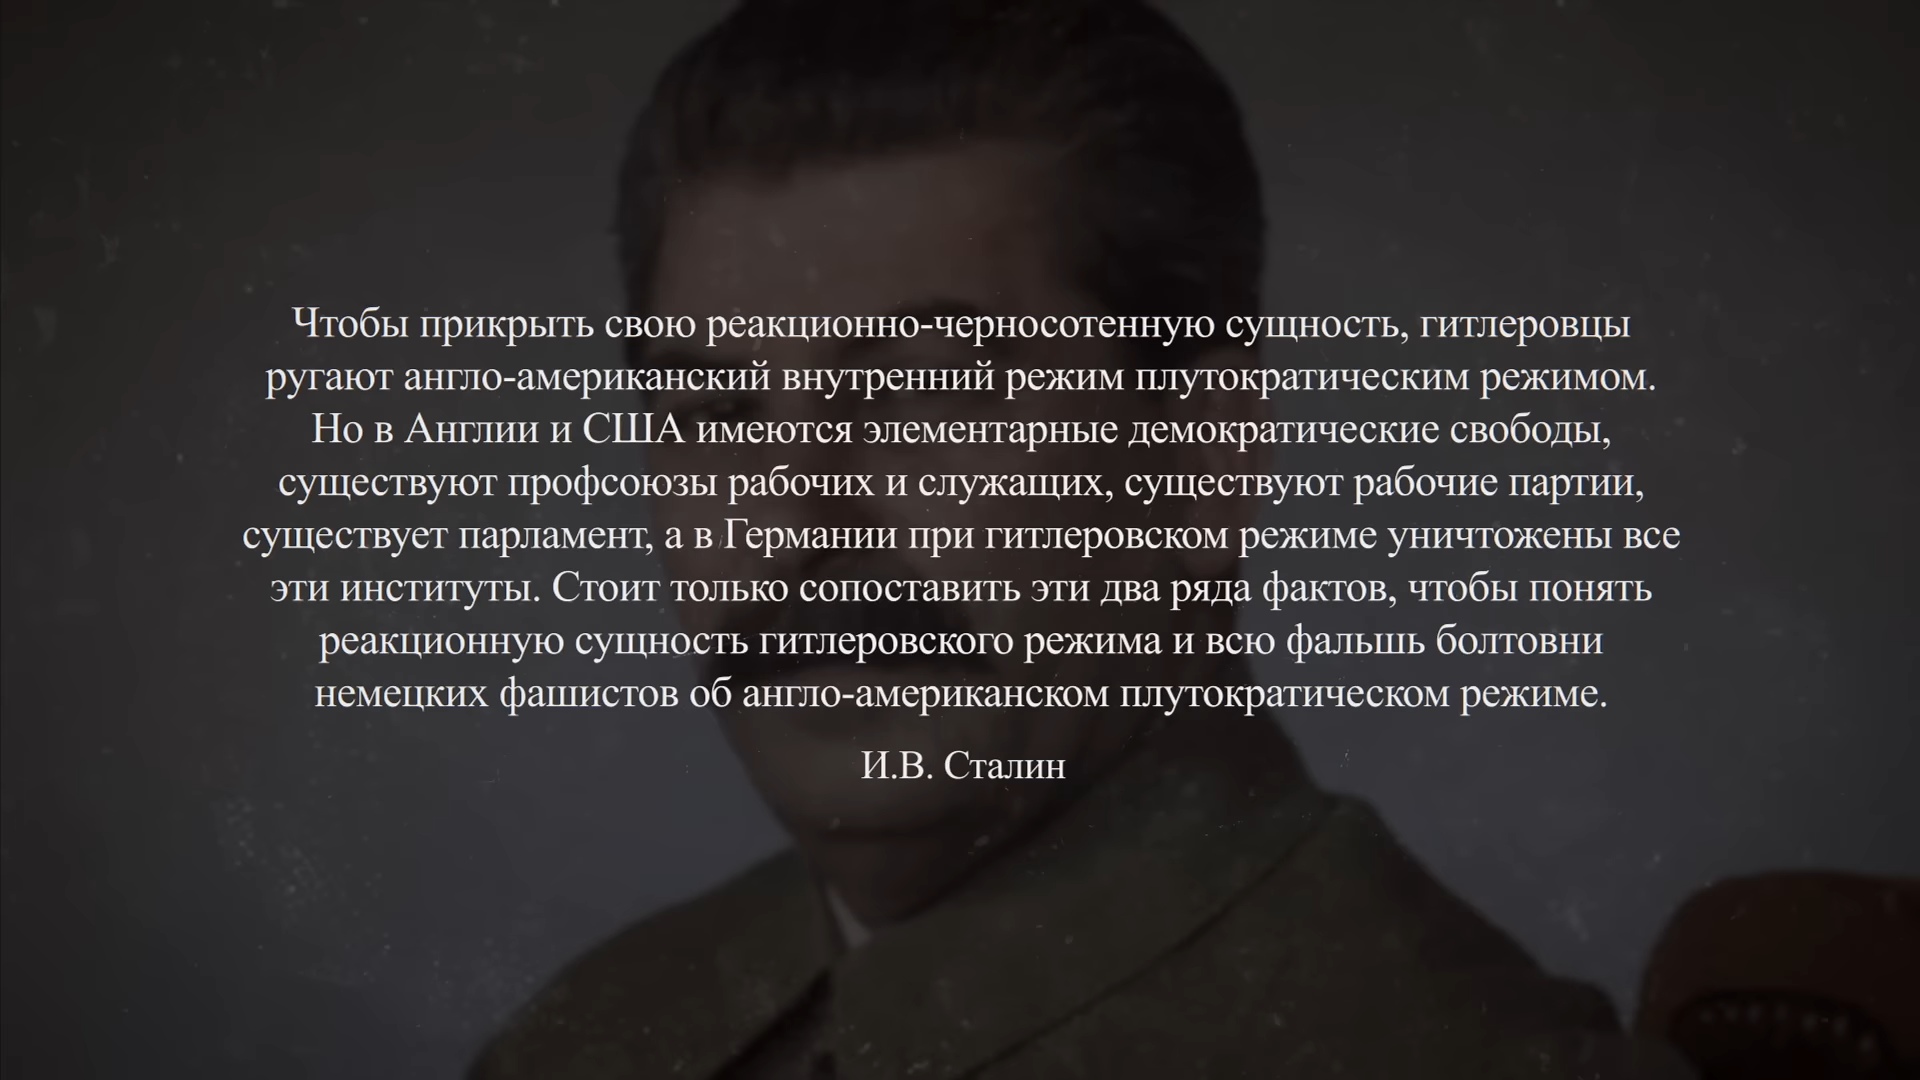 Чтобы прикрыть свою реакционно-черносотенную сущность, гитлеровцы
ругают англо-американский внутренний режим плутократическим режимом.
Но в Англии и США имеются элементарные демократические свободы,
существуют профсоюзы рабочих и служащих, существуют рабочие партии,
существует парламент, а в Германии при гитлеровском режиме уничтожены все
эти институты. Стоит только сопоставить эти два ряда фактов, чтобы понять
реакционную сущность гитлеровского режима и всю фальшь болтовни
немецких фашистов об англо-американском плутократическом режиме.
И.В. Сталин